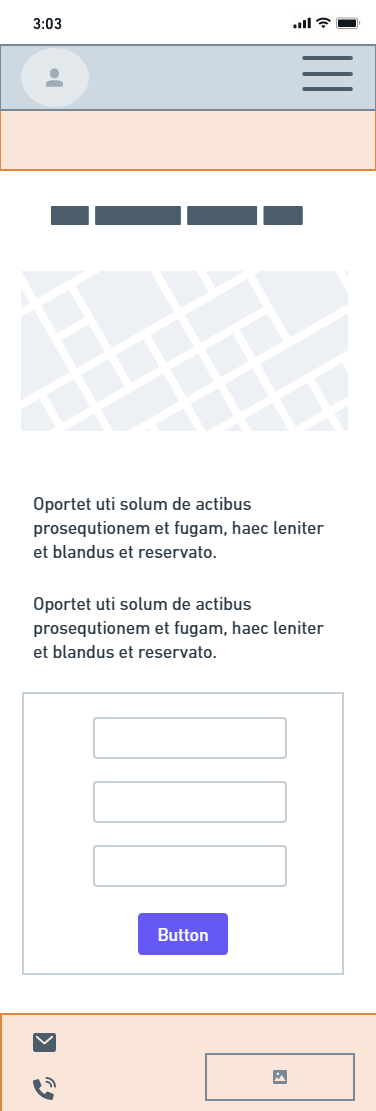 3:03
Oportet uti solum de actibus
prosequtionem et fugam, haec leniter
et blandus et reservato.
Oportet uti solum de actibus
prosequtionem et fugam, haec leniter
et blandus et reservato.
Button